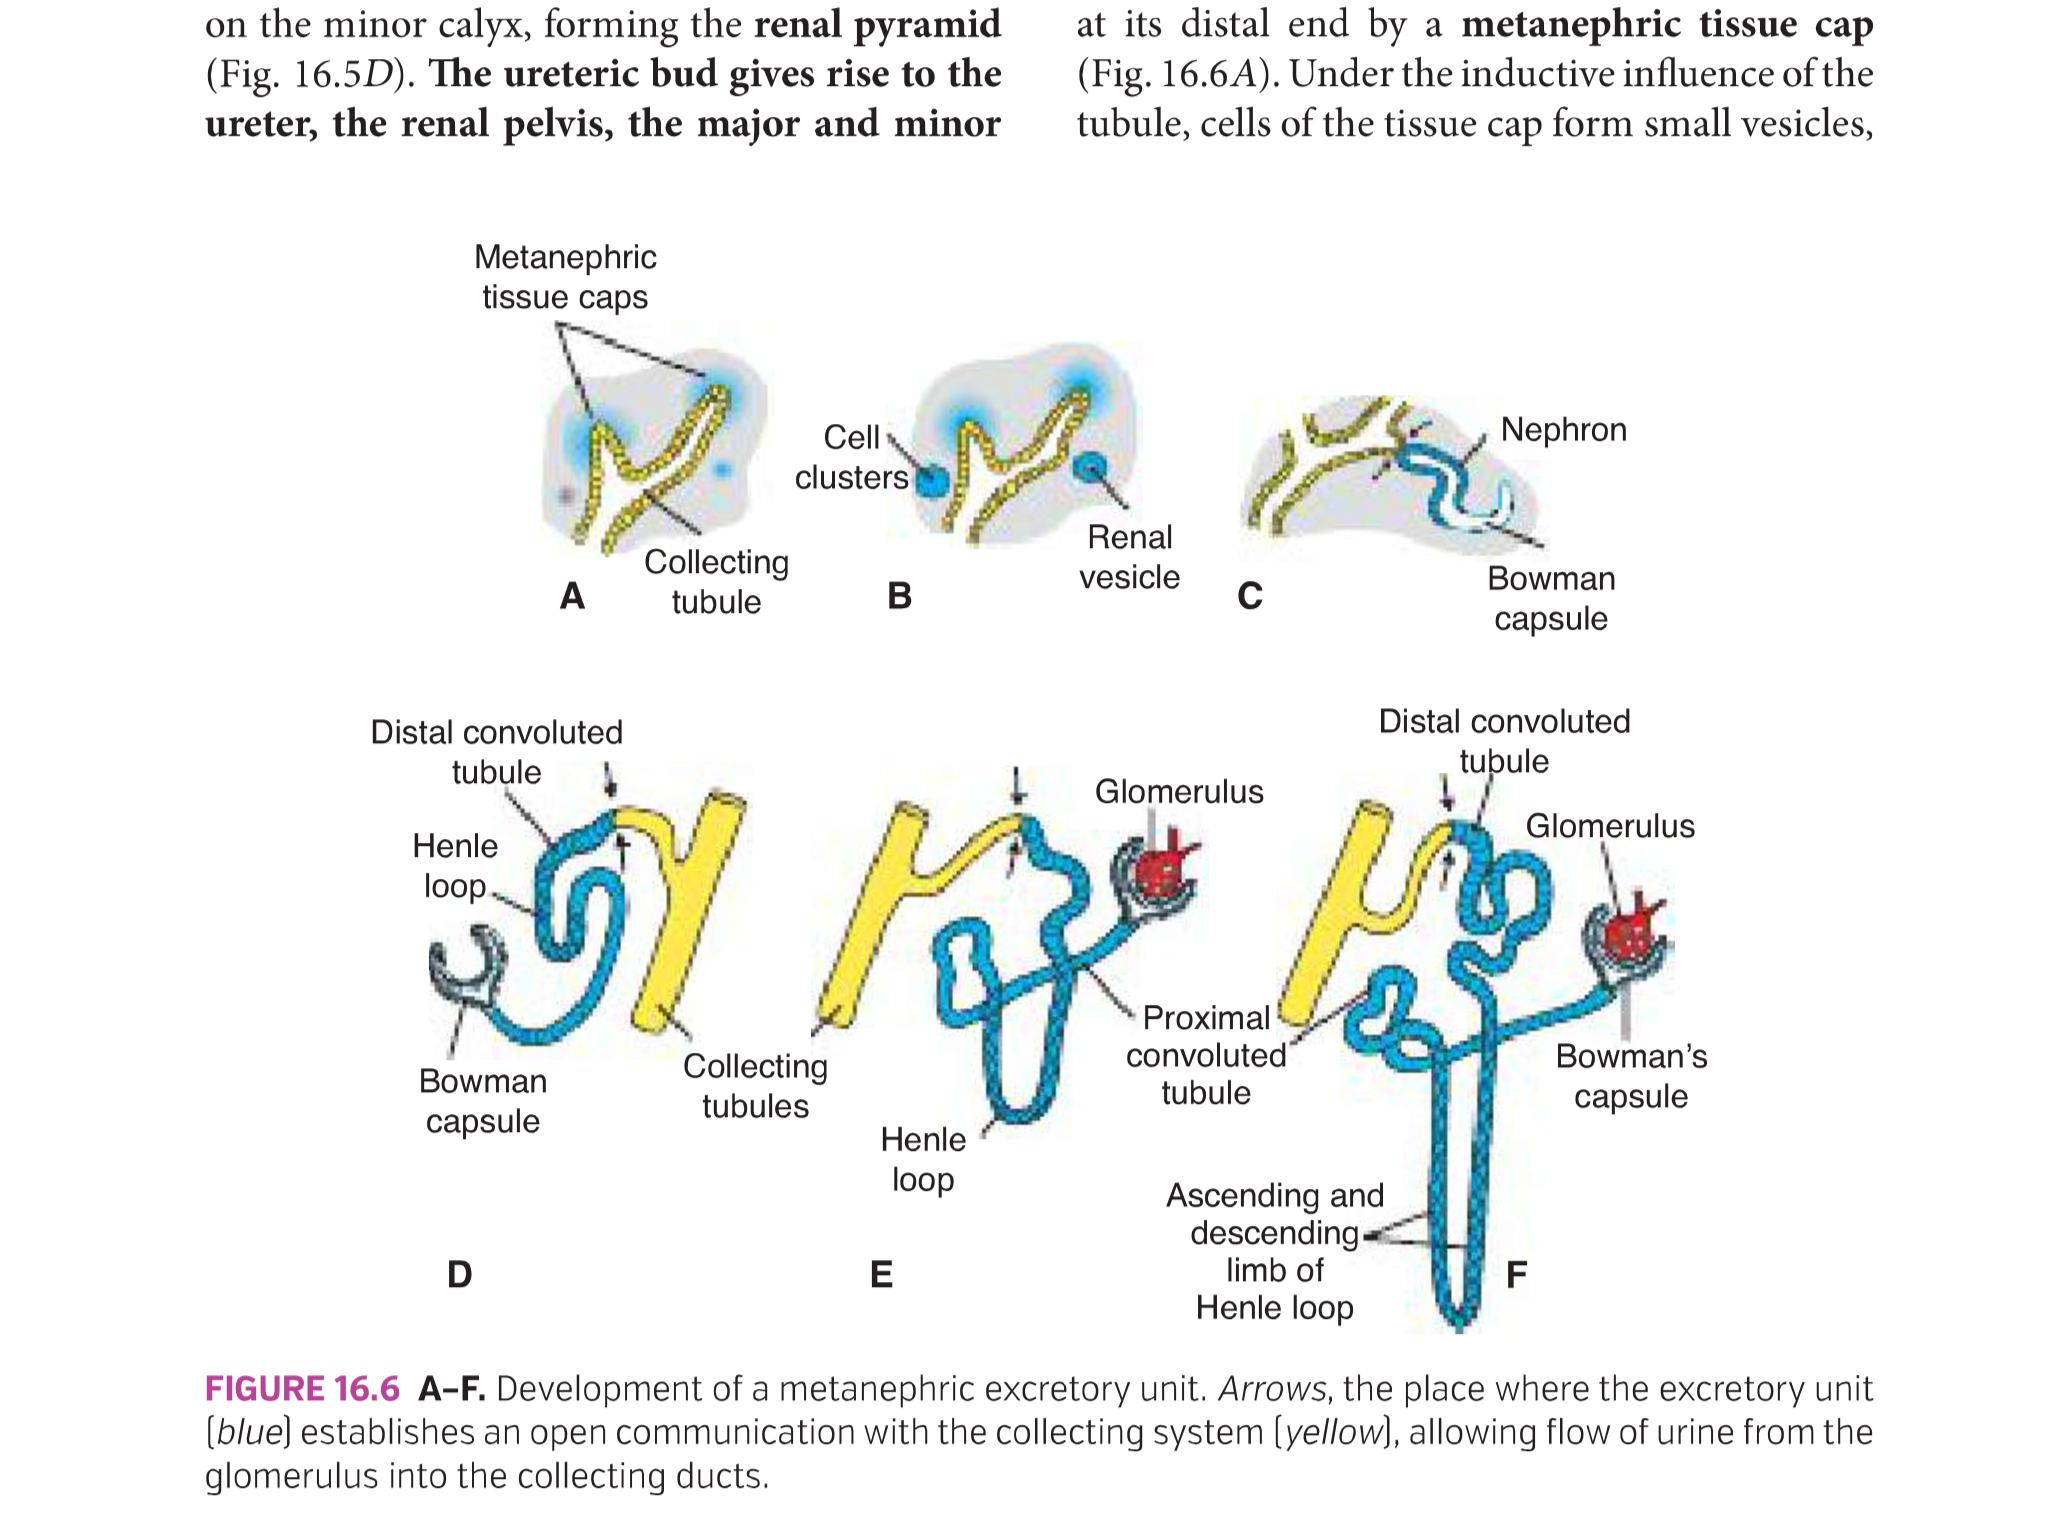 on the minor calyx, forming the renal pyramid
(Fig. 16.5D). The ureteric bud gives rise to the
ureter, the renal pelvis, the major and minor
at its distal end by a metanephric tissue cap
(Fig. 16.6A). Under the inductive influence of the
tubule, cells of the tissue cap form small vesicles,
Metanephric
tissue caps
Collecting
tubule
A
Cell
clusters
Renal
vesicle
B
Nephron
Bowman
capsule
C
Distal convoluted
tubule
Henle
loop
Bowman
capsule
Collecting
tubules
D
Glomerulus
Proximal
convoluted
tubule
Henle
loop
E
Distal convoluted
tubule
Glomerulus
Bowman's
capsule
Ascending and
descending
limb of
Henle loop
F
FIGURE 16.6 A–F. Development of a metanephric excretory unit. Arrows, the place where the excretory unit
(blue) establishes an open communication with the collecting system (yellow), allowing flow of urine from the
glomerulus into the collecting ducts.